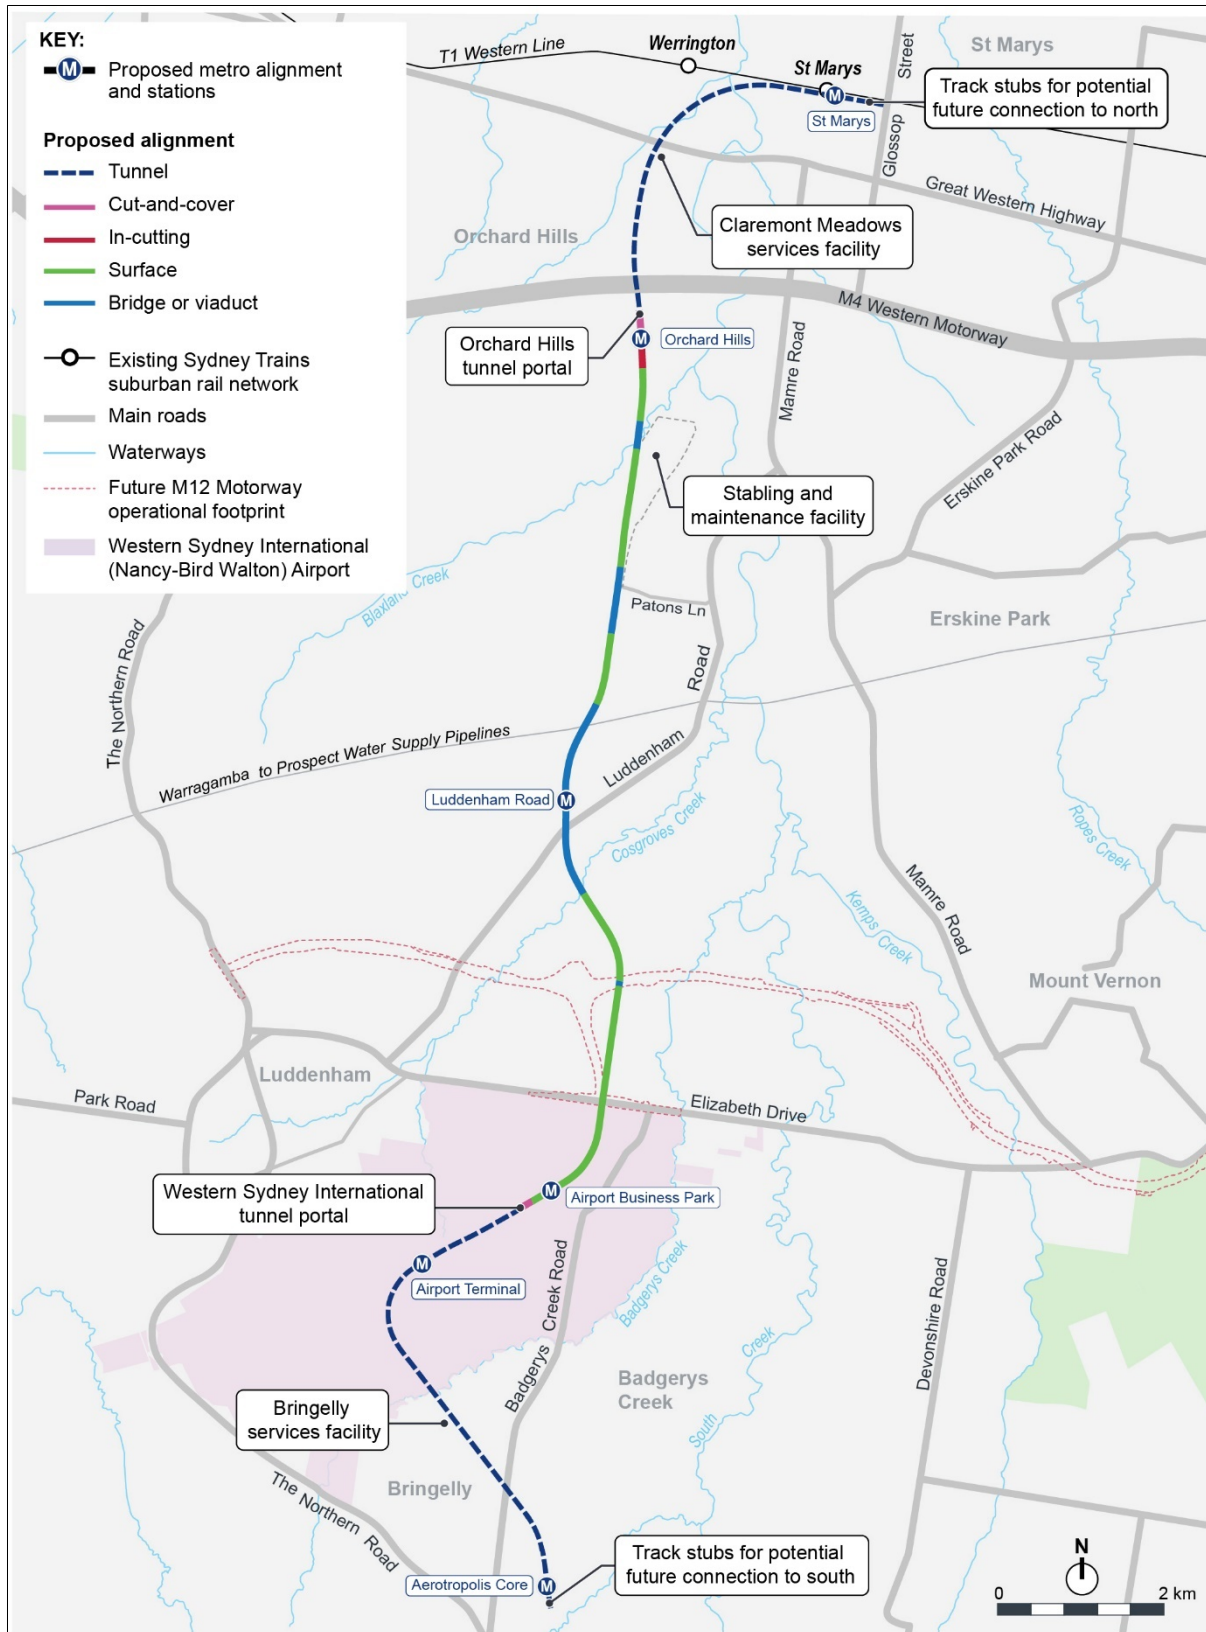 KEY:
M
Proposed metro alignment
and stations
Proposed alignment
Tunnel
Cut-and-cover
In-cutting
Surface
Bridge or viaduct
Existing Sydney Trains
suburban rail network
Main roads
Waterways
Future M12 Motorway
operational footprint
Western Sydney International
(Nancy-Bird Walton) Airport
T1 Western Line
Werrington
St Marys
M
St Marys
Glossop Street
St Marys
Track stubs for potential
future connection to north
Great Western Highway
Claremont Meadows
services facility
Orchard Hills
M4 Western Motorway
Orchard Hills
tunnel portal
M
Orchard Hills
Mamre Road
Erskine Park Road
Stabling and
maintenance facility
Blaxland Creek
Patons Ln
Erskine Park
The Northern Road
Warragamba to Prospect Water Supply Pipelines
Luddenham Road
Luddenham Road
M
Cosgroves Creek
Ropes Creek
Kemps Creek
Mamre Road
Mount Vernon
Luddenham
Park Road
Elizabeth Drive
Western Sydney International
tunnel portal
M
Airport Business Park
M
Airport Terminal
Badgerys Creek Road
Badgerys Creek
Devonshire Road
Badgerys
Creek
South Creek
Bringelly
services facility
Bringelly
The Northern Road
Aerotropolis Core
M
Track stubs for potential
future connection to south
N
0
2 km